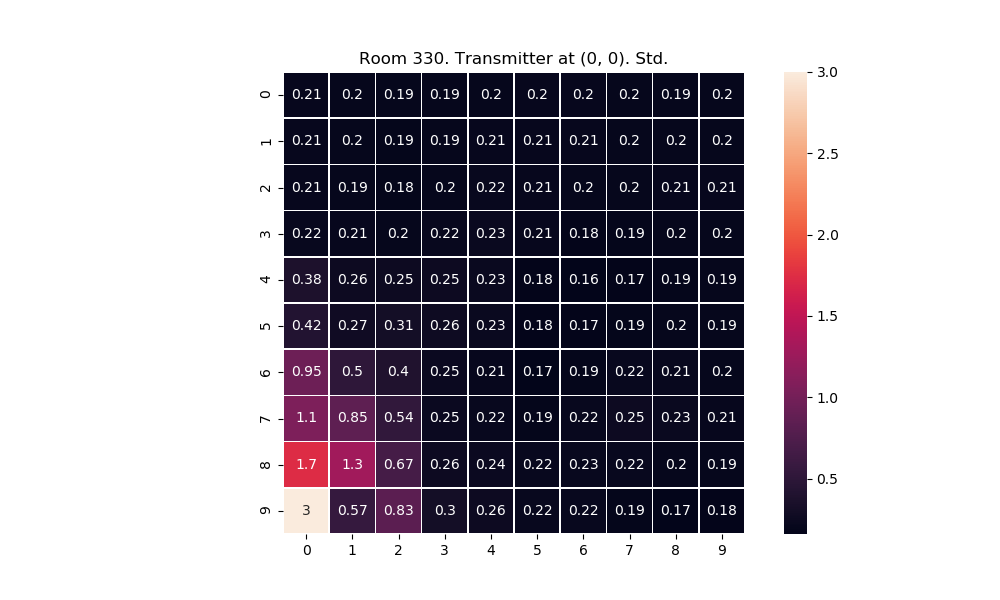 Room 330. Transmitter at (0, 0). Std.
0 0.21 0.2 0.19 0.19 0.2 0.2 0.2 0.2 0.19 0.2
1 0.21 0.2 0.19 0.19 0.21 0.21 0.21 0.2 0.2 0.2
2 0.21 0.19 0.18 0.2 0.22 0.21 0.2 0.2 0.21 0.21
3 0.22 0.21 0.2 0.22 0.23 0.21 0.18 0.19 0.2 0.2
4 0.38 0.26 0.25 0.25 0.23 0.18 0.16 0.17 0.19 0.19
5 0.42 0.27 0.31 0.26 0.23 0.18 0.17 0.19 0.2 0.19
6 0.95 0.5 0.4 0.25 0.21 0.17 0.19 0.22 0.21 0.2
7 1.1 0.85 0.54 0.25 0.22 0.19 0.22 0.25 0.23 0.21
8 1.7 1.3 0.67 0.26 0.24 0.22 0.23 0.22 0.2 0.19
9 3 0.57 0.83 0.3 0.26 0.22 0.22 0.19 0.17 0.18
0 1 2 3 4 5 6 7 8 9
3.0
2.5
2.0
1.5
1.0
0.5